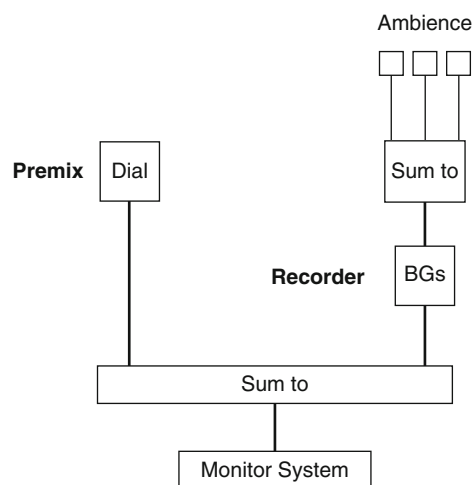 Ambience
Premix
Dial
Sum to
Recorder
BGs
Sum to
Monitor System